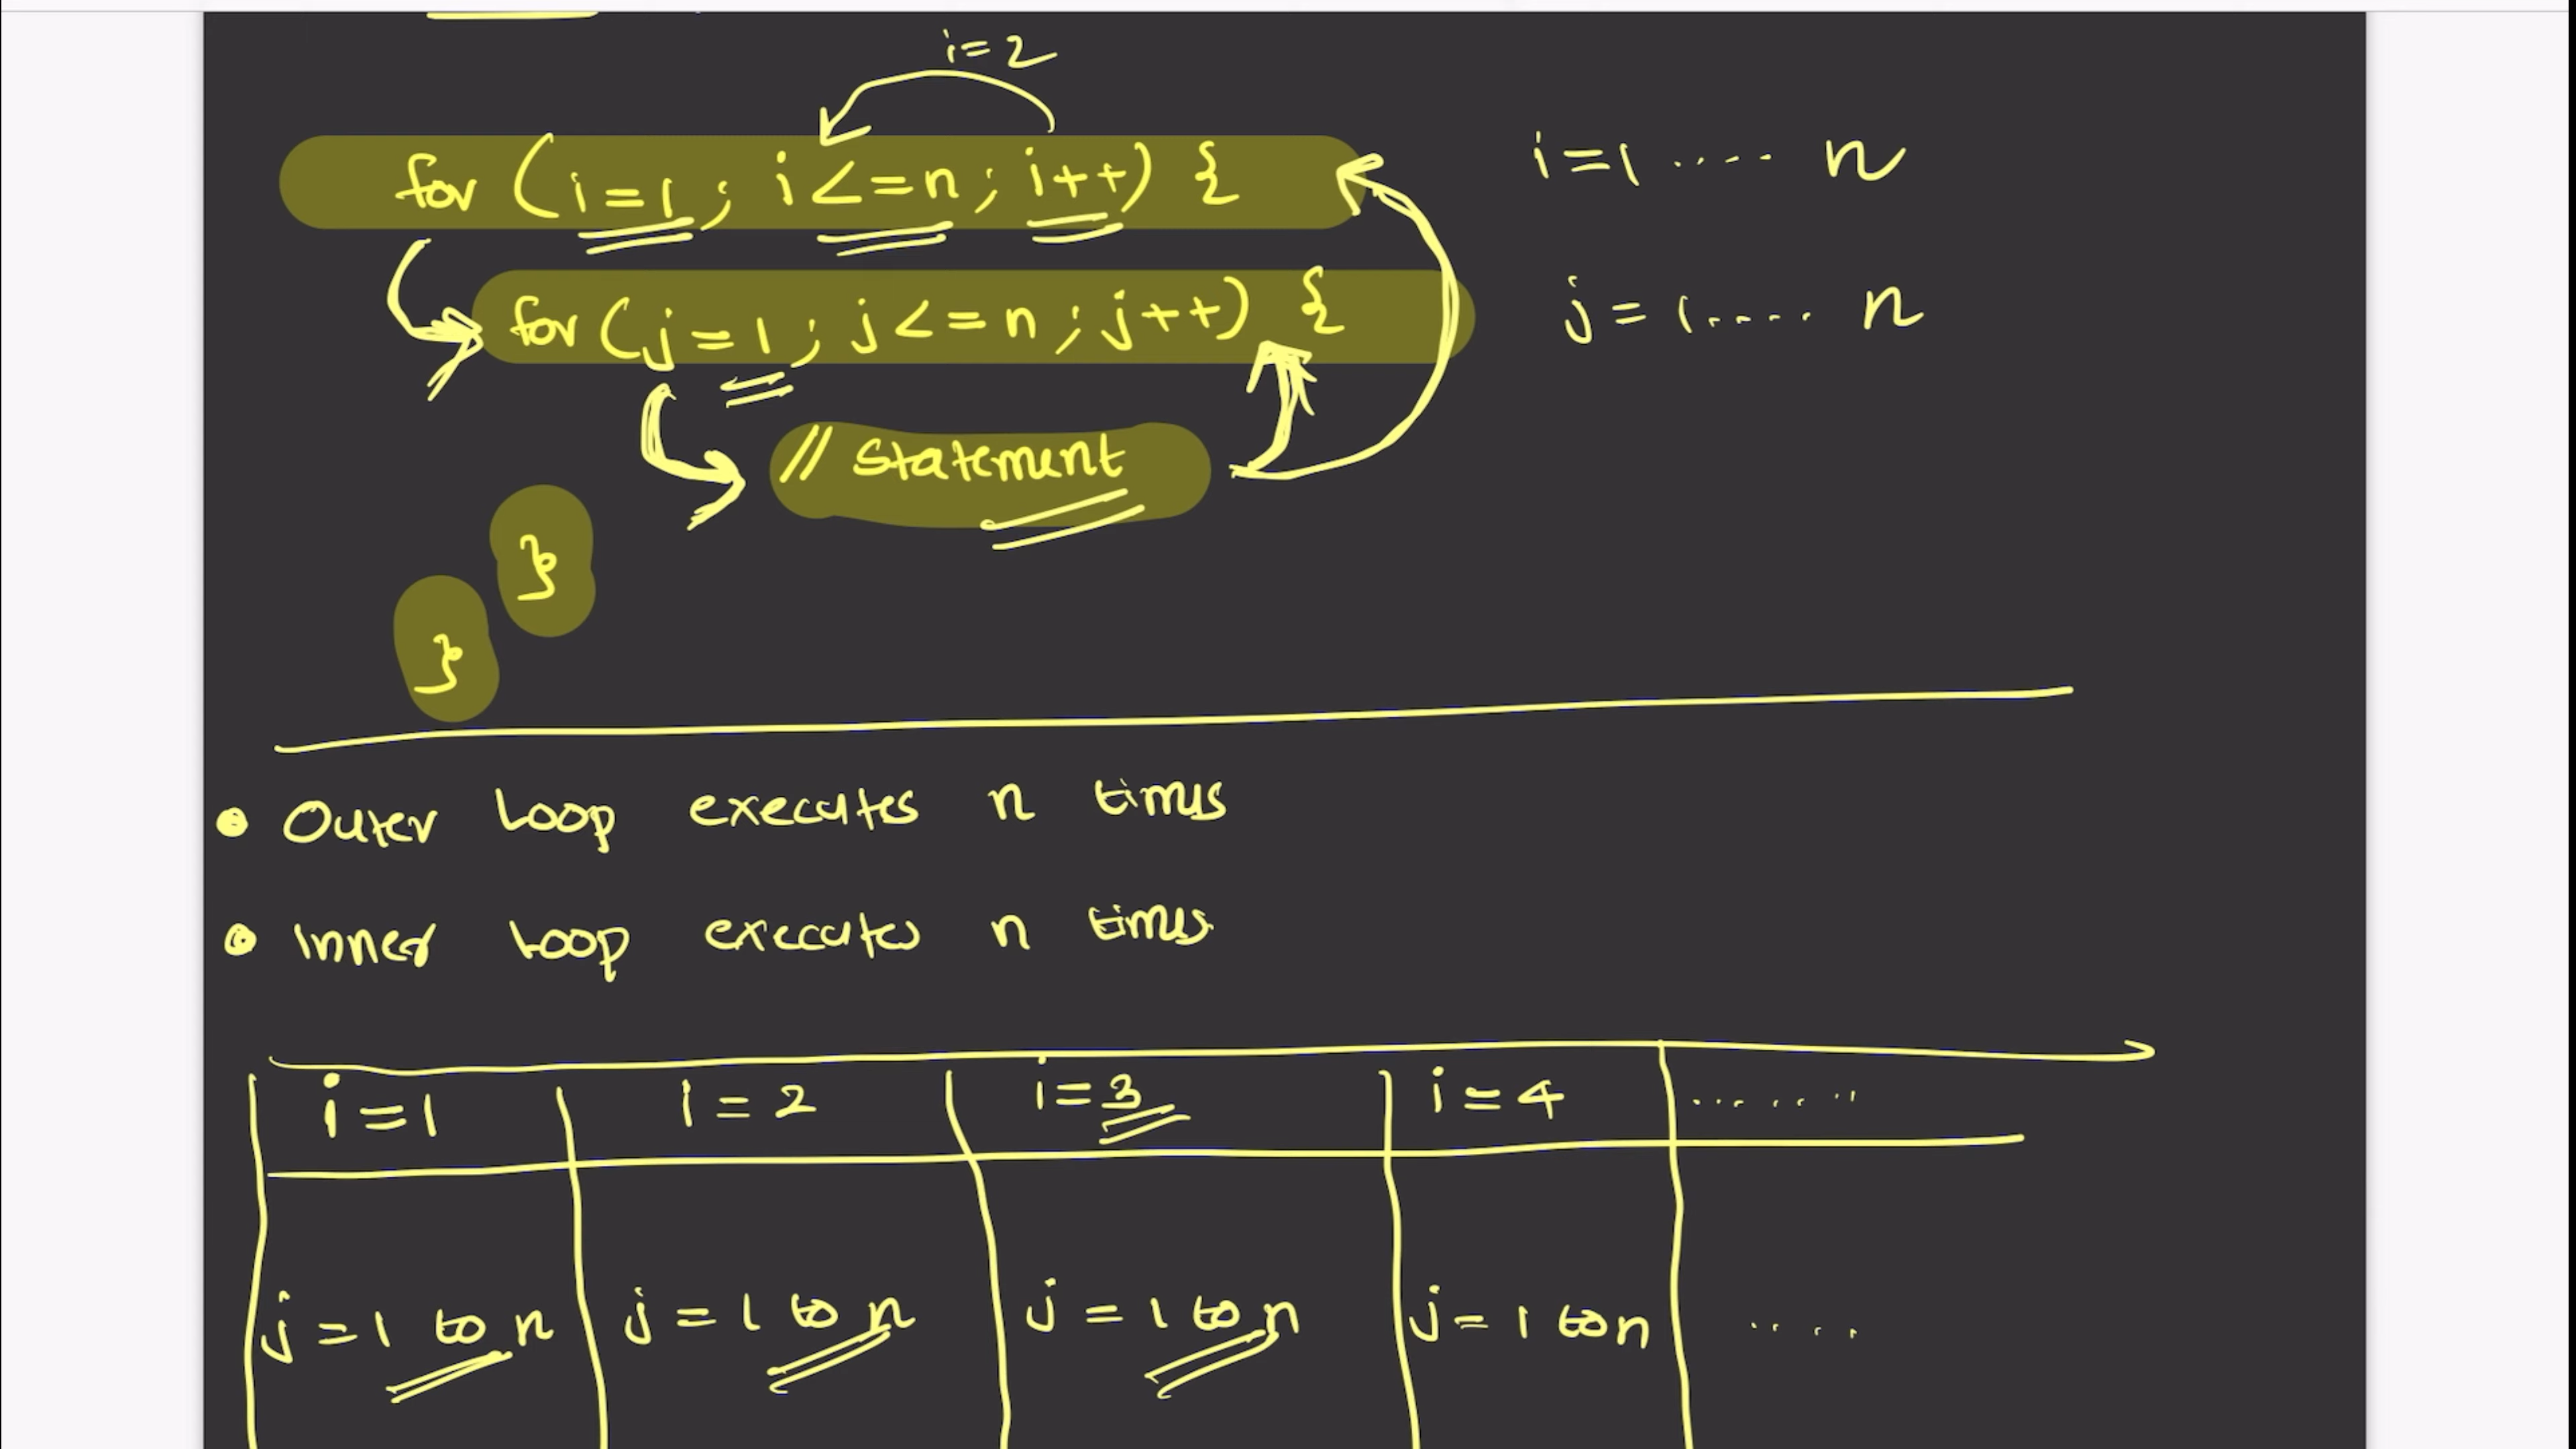 i=2
for (i=1; i<=n; i++) {
i=1 ..... n
for (j=1; j<=n; j++) {
j=1..... n
// Statement
}
}
• Outer Loop executes n times
• Inner Loop executes n times
i=1 i=2 i=3 i=4 .......
j=1 to n j=1 to n j=1 to n j=1 to n ....